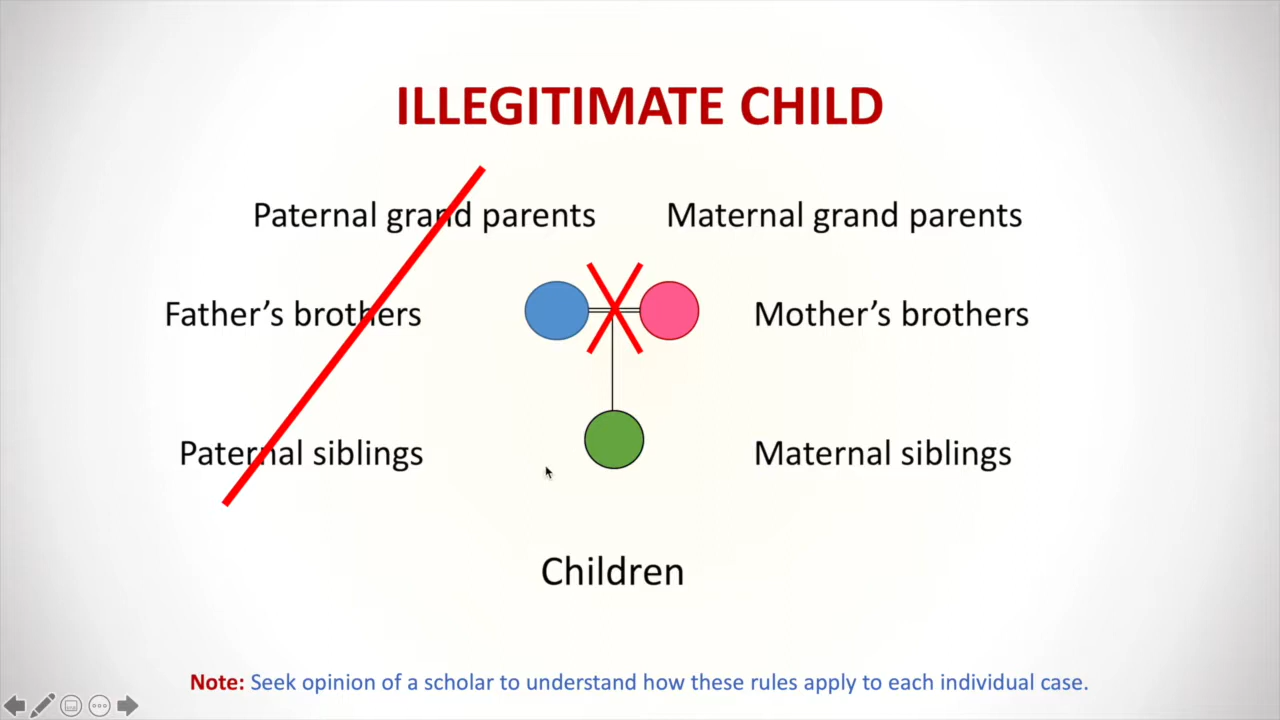 ILLEGITIMATE CHILD
Paternal grand parents Maternal grand parents
Father's brothers Mother's brothers
Paternal siblings Maternal siblings
Children
Note: Seek opinion of a scholar to understand how these rules apply to each individual case.